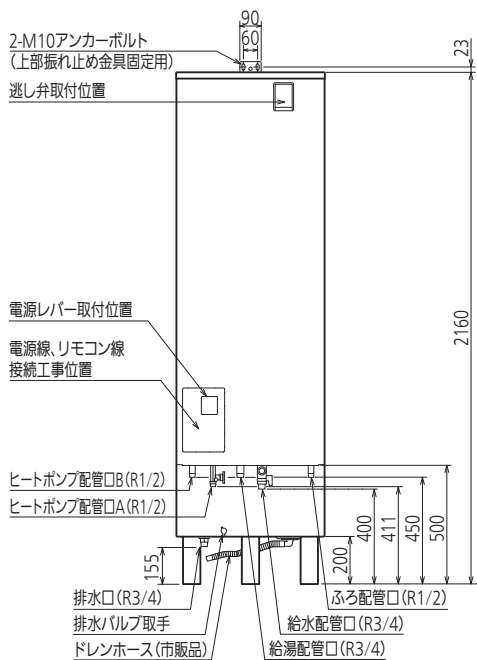 90
60
2-M10アンカーボルト
(上部振れ止め金具固定用)
23
逃し弁取付位置
2160
電源レバー取付位置
電源線、リモコン線
接続工事位置
ヒートポンプ配管口B(R1/2)
ヒートポンプ配管口A(R1/2)
155
200
400
411
450
500
排水口(R3/4)
ふろ配管口(R1/2)
排水バルブ取手
給水配管口(R3/4)
ドレンホース(市販品)
給湯配管口(R3/4)